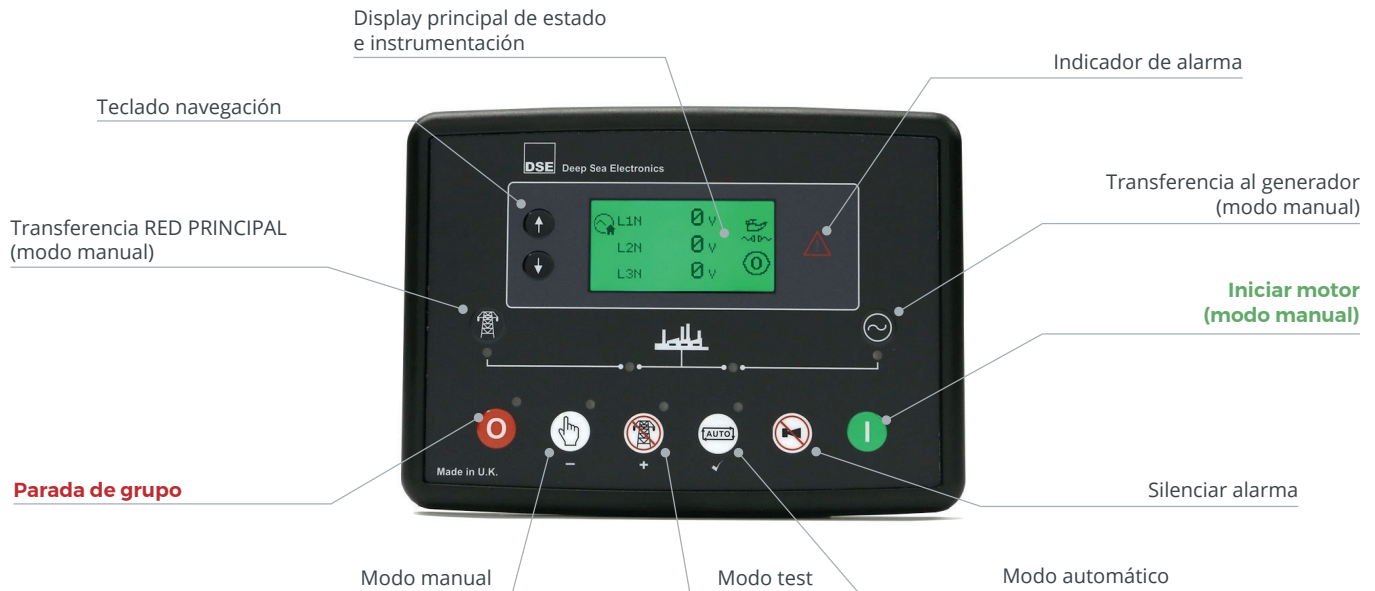 Display principal de estado
e instrumentación
Indicador de alarma
Teclado navegación
DSE Deep Sea Electronics
Transferencia al generador
(modo manual)
Transferencia RED PRINCIPAL
(modo manual)
L1N 0 V
L2N 0 V
L3N 0 V
0
Iniciar motor
(modo manual)
O
AUTO
I
- + ✓
Made in U.K.
Parada de grupo
Silenciar alarma
Modo manual
Modo test
Modo automático